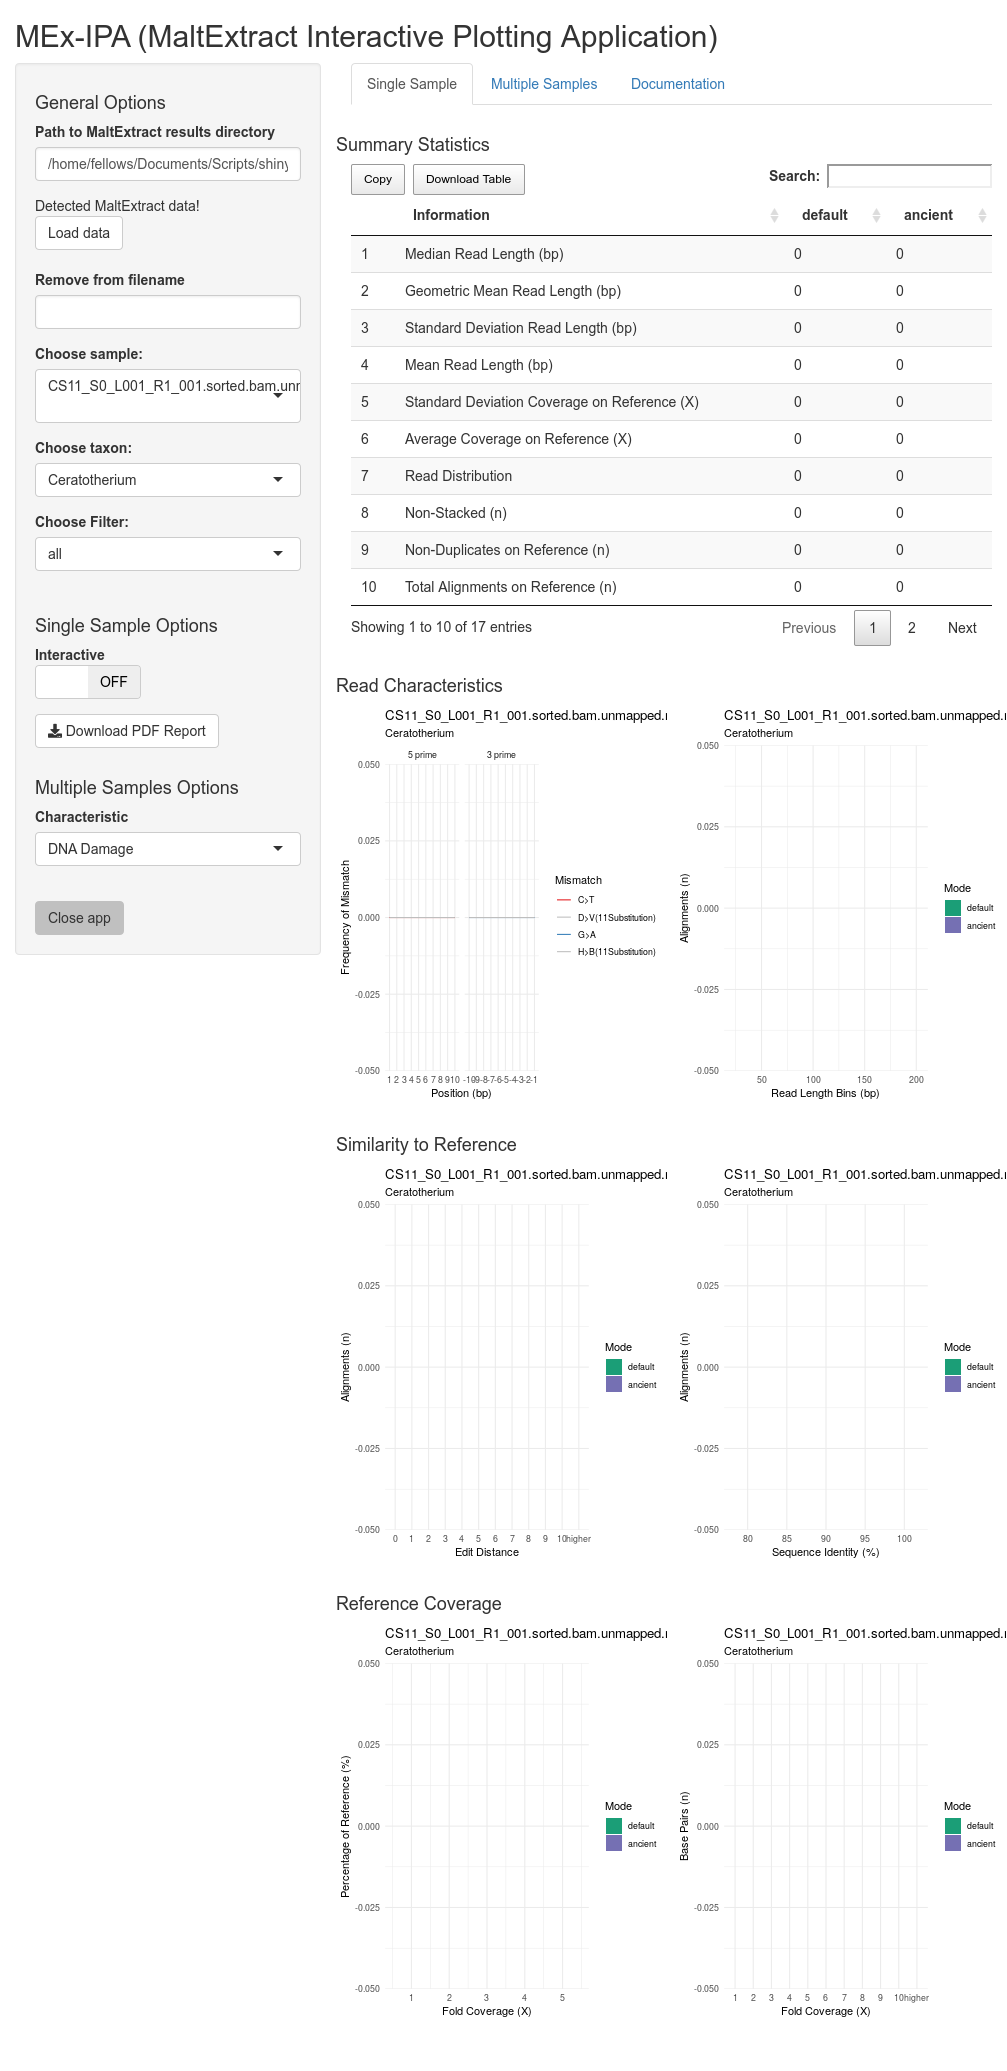 MEx-IPA (MaltExtract Interactive Plotting Application)
General Options
Path to MaltExtract results directory
/home/fellows/Documents/Scripts/shiny
Detected MaltExtract data!
Load data
Remove from filename
Choose sample:
CS11_S0_L001_R1_001.sorted.bam.unr
Choose taxon:
Ceratotherium
Choose Filter:
all
Single Sample Options
Interactive
OFF
Download PDF Report
Multiple Samples Options
Characteristic
DNA Damage
Close app
Single Sample Multiple Samples Documentation
Summary Statistics
Copy Download Table Search:
Information default ancient
1 Median Read Length (bp) 0 0
2 Geometric Mean Read Length (bp) 0 0
3 Standard Deviation Read Length (bp) 0 0
4 Mean Read Length (bp) 0 0
5 Standard Deviation Coverage on Reference (X) 0 0
6 Average Coverage on Reference (X) 0 0
7 Read Distribution 0 0
8 Non-Stacked (n) 0 0
9 Non-Duplicates on Reference (n) 0 0
10 Total Alignments on Reference (n) 0 0
Showing 1 to 10 of 17 entries Previous 1 2 Next
Read Characteristics
CS11_S0_L001_R1_001.sorted.bam.unmapped.r
Ceratotherium
5 prime 3 prime
0.050
0.025
0.000
-0.025
-0.050
Frequency of Mismatch
1 2 3 4 5 6 7 8 9 10 -10 -9 -8 -7 -6 -5 -4 -3 -2 -1
Position (bp)
Mismatch
C>T
D>V(11Substitution)
G>A
H>B(11Substitution)
CS11_S0_L001_R1_001.sorted.bam.unmapped.r
Ceratotherium
0.050
0.025
0.000
-0.025
-0.050
Alignments (n)
50 100 150 200
Read Length Bins (bp)
Mode
default
ancient
Similarity to Reference
CS11_S0_L001_R1_001.sorted.bam.unmapped.r
Ceratotherium
0.050
0.025
0.000
-0.025
-0.050
Alignments (n)
0 1 2 3 4 5 6 7 8 9 10 higher
Edit Distance
Mode
default
ancient
CS11_S0_L001_R1_001.sorted.bam.unmapped.r
Ceratotherium
0.050
0.025
0.000
-0.025
-0.050
Alignments (n)
80 85 90 95 100
Sequence Identity (%)
Mode
default
ancient
Reference Coverage
CS11_S0_L001_R1_001.sorted.bam.unmapped.r
Ceratotherium
0.050
0.025
0.000
-0.025
-0.050
Percentage of Reference (%)
1 2 3 4 5
Fold Coverage (X)
Mode
default
ancient
CS11_S0_L001_R1_001.sorted.bam.unmapped.r
Ceratotherium
0.050
0.025
0.000
-0.025
-0.050
Base Pairs (n)
1 2 3 4 5 6 7 8 9 10 higher
Fold Coverage (X)
Mode
default
ancient